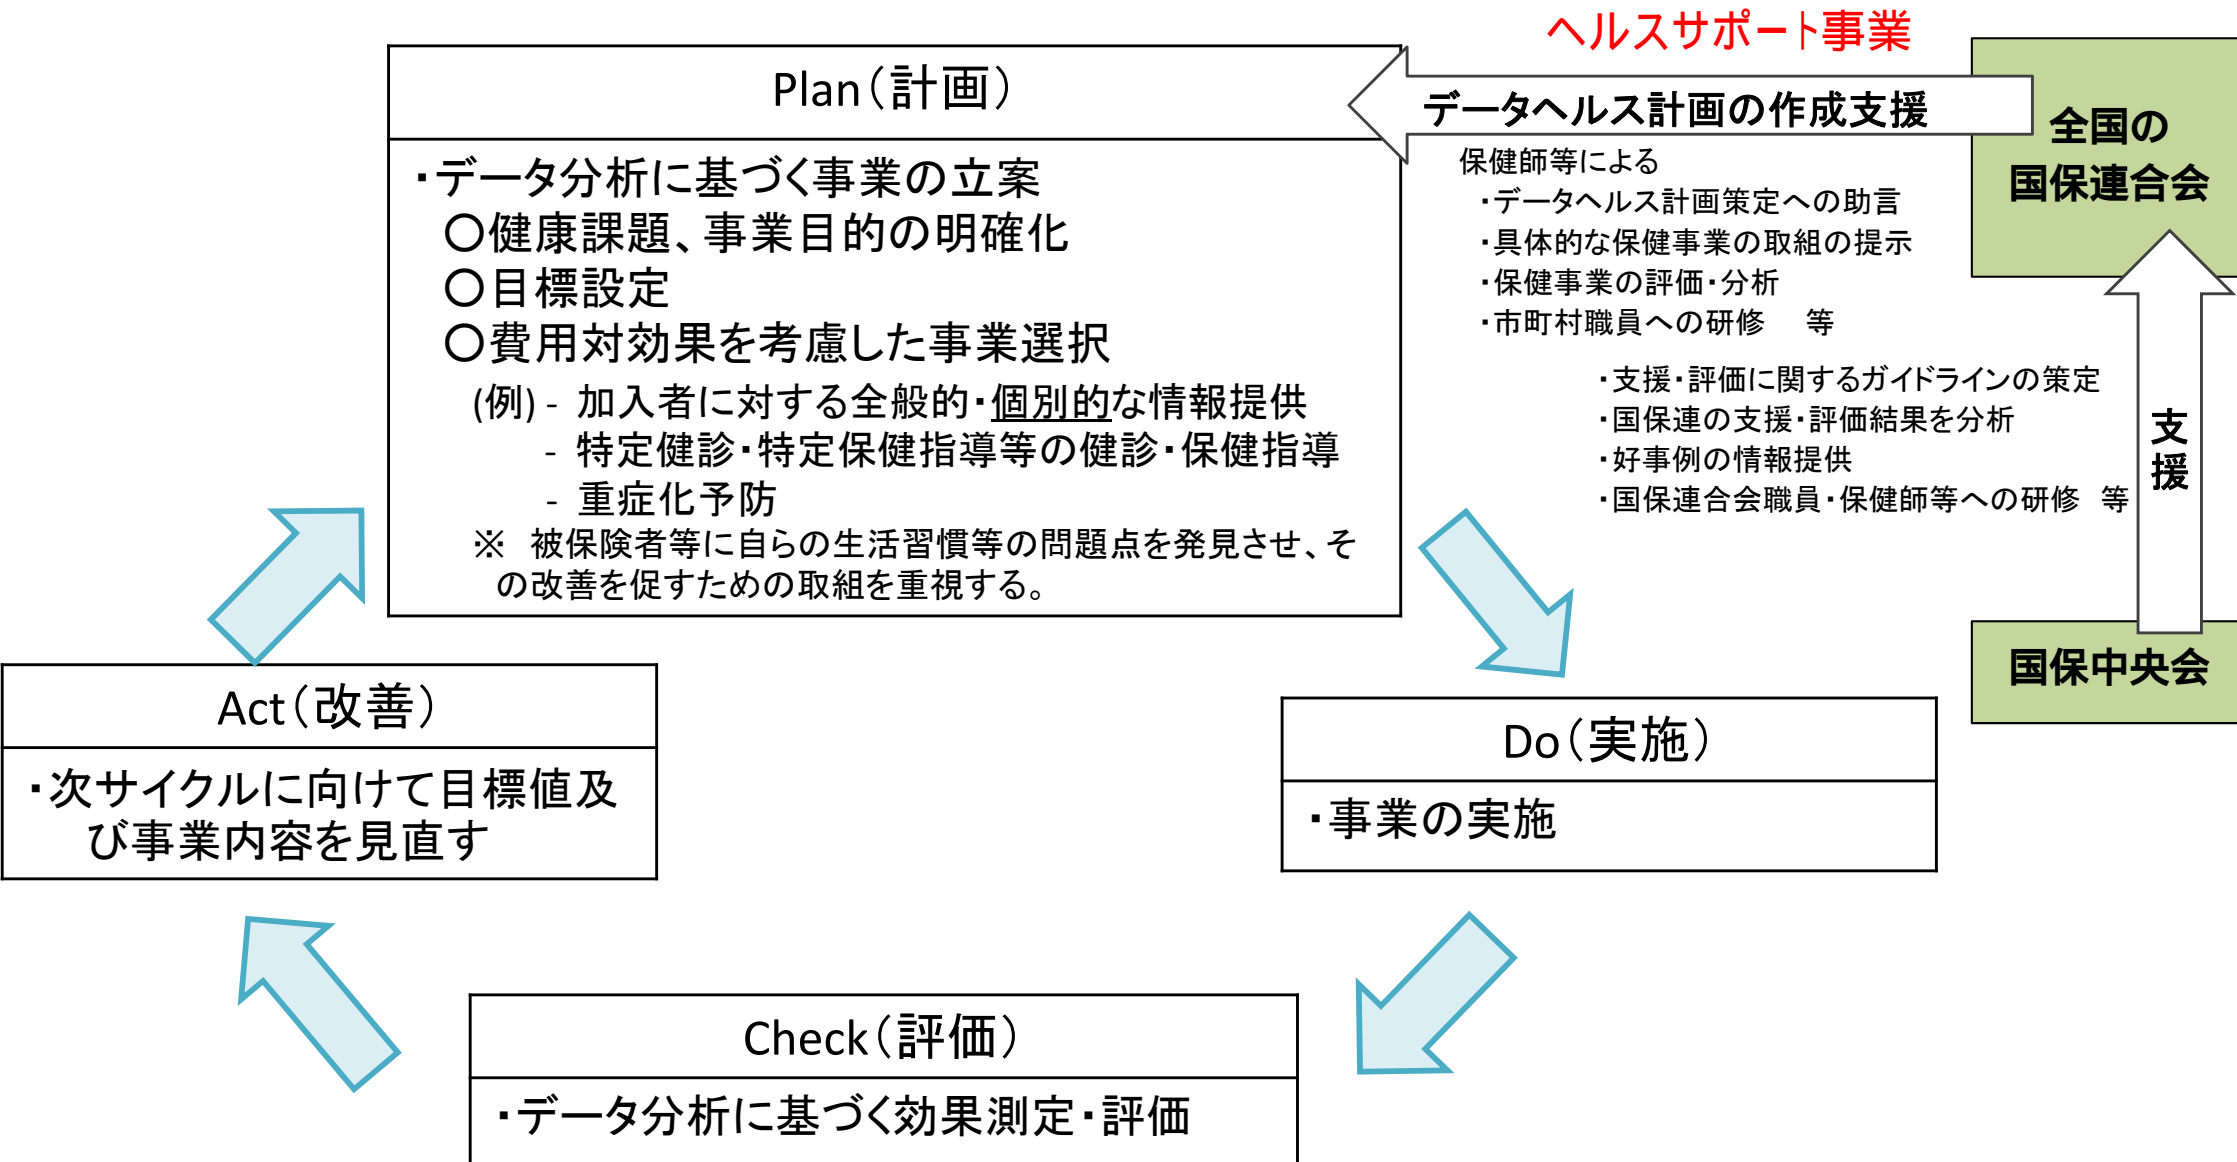 ヘルスサポート事業
Plan（計画）
・データ分析に基づく事業の立案
○健康課題、事業目的の明確化
○目標設定
○費用対効果を考慮した事業選択
(例) - 加入者に対する全般的・個別的な情報提供
- 特定健診・特定保健指導等の健診・保健指導
- 重症化予防
※ 被保険者等に自らの生活習慣等の問題点を発見させ、そ
の改善を促すための取組を重視する。
データヘルス計画の作成支援
全国の
国保連合会
保健師等による
・データヘルス計画策定への助言
・具体的な保健事業の取組の提示
・保健事業の評価・分析
・市町村職員への研修　等
・支援・評価に関するガイドラインの策定
・国保連の支援・評価結果を分析
・好事例の情報提供
・国保連合会職員・保健師等への研修　等
支援
国保中央会
Act（改善）
・次サイクルに向けて目標値及
び事業内容を見直す
Do（実施）
・事業の実施
Check（評価）
・データ分析に基づく効果測定・評価